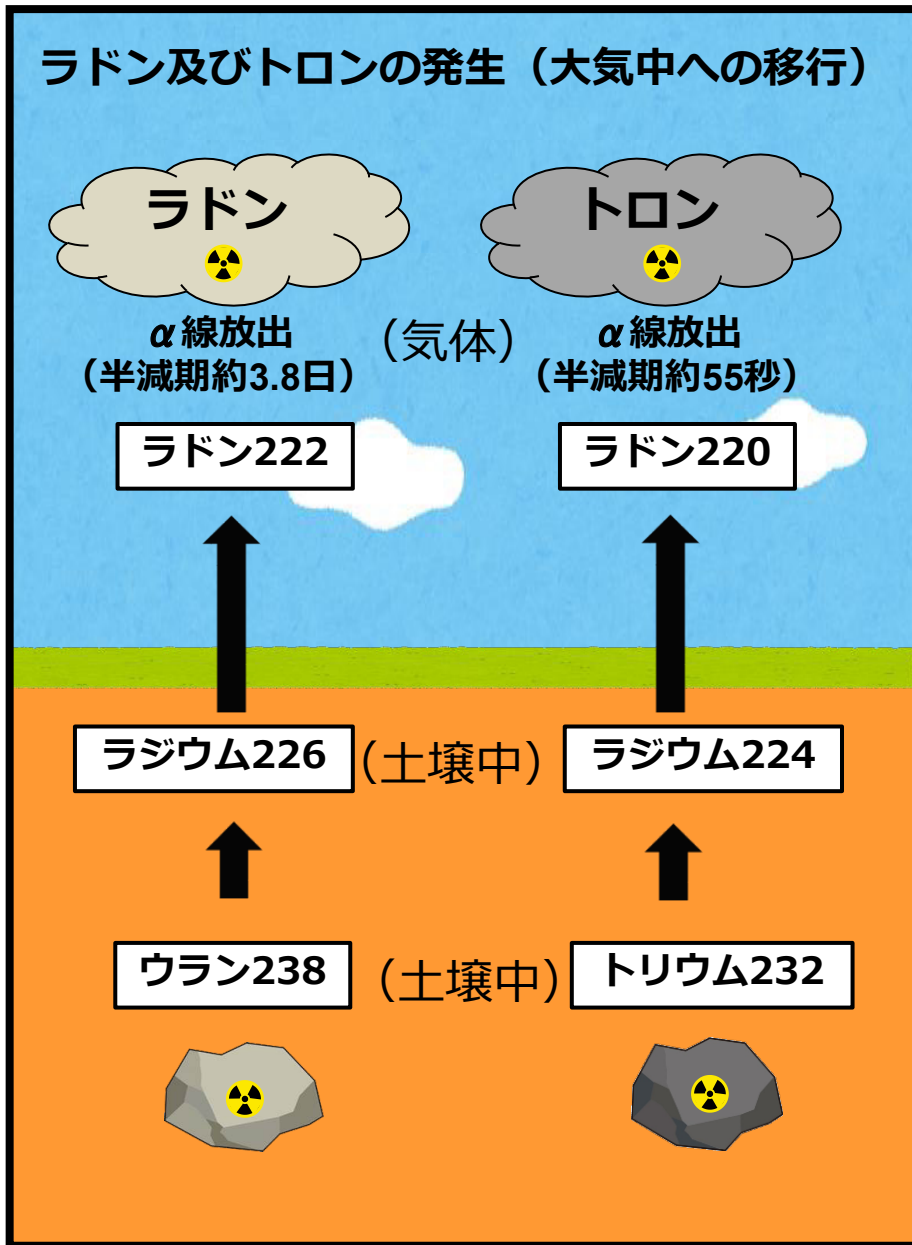 ラドン及びトロンの発生（大気中への移行）
ラドン
トロン
α線放出
（半減期約3.8日）
（気体）
α線放出
（半減期約55秒）
ラドン222
ラドン220
ラジウム226
（土壌中）
ラジウム224
ウラン238
（土壌中）
トリウム232